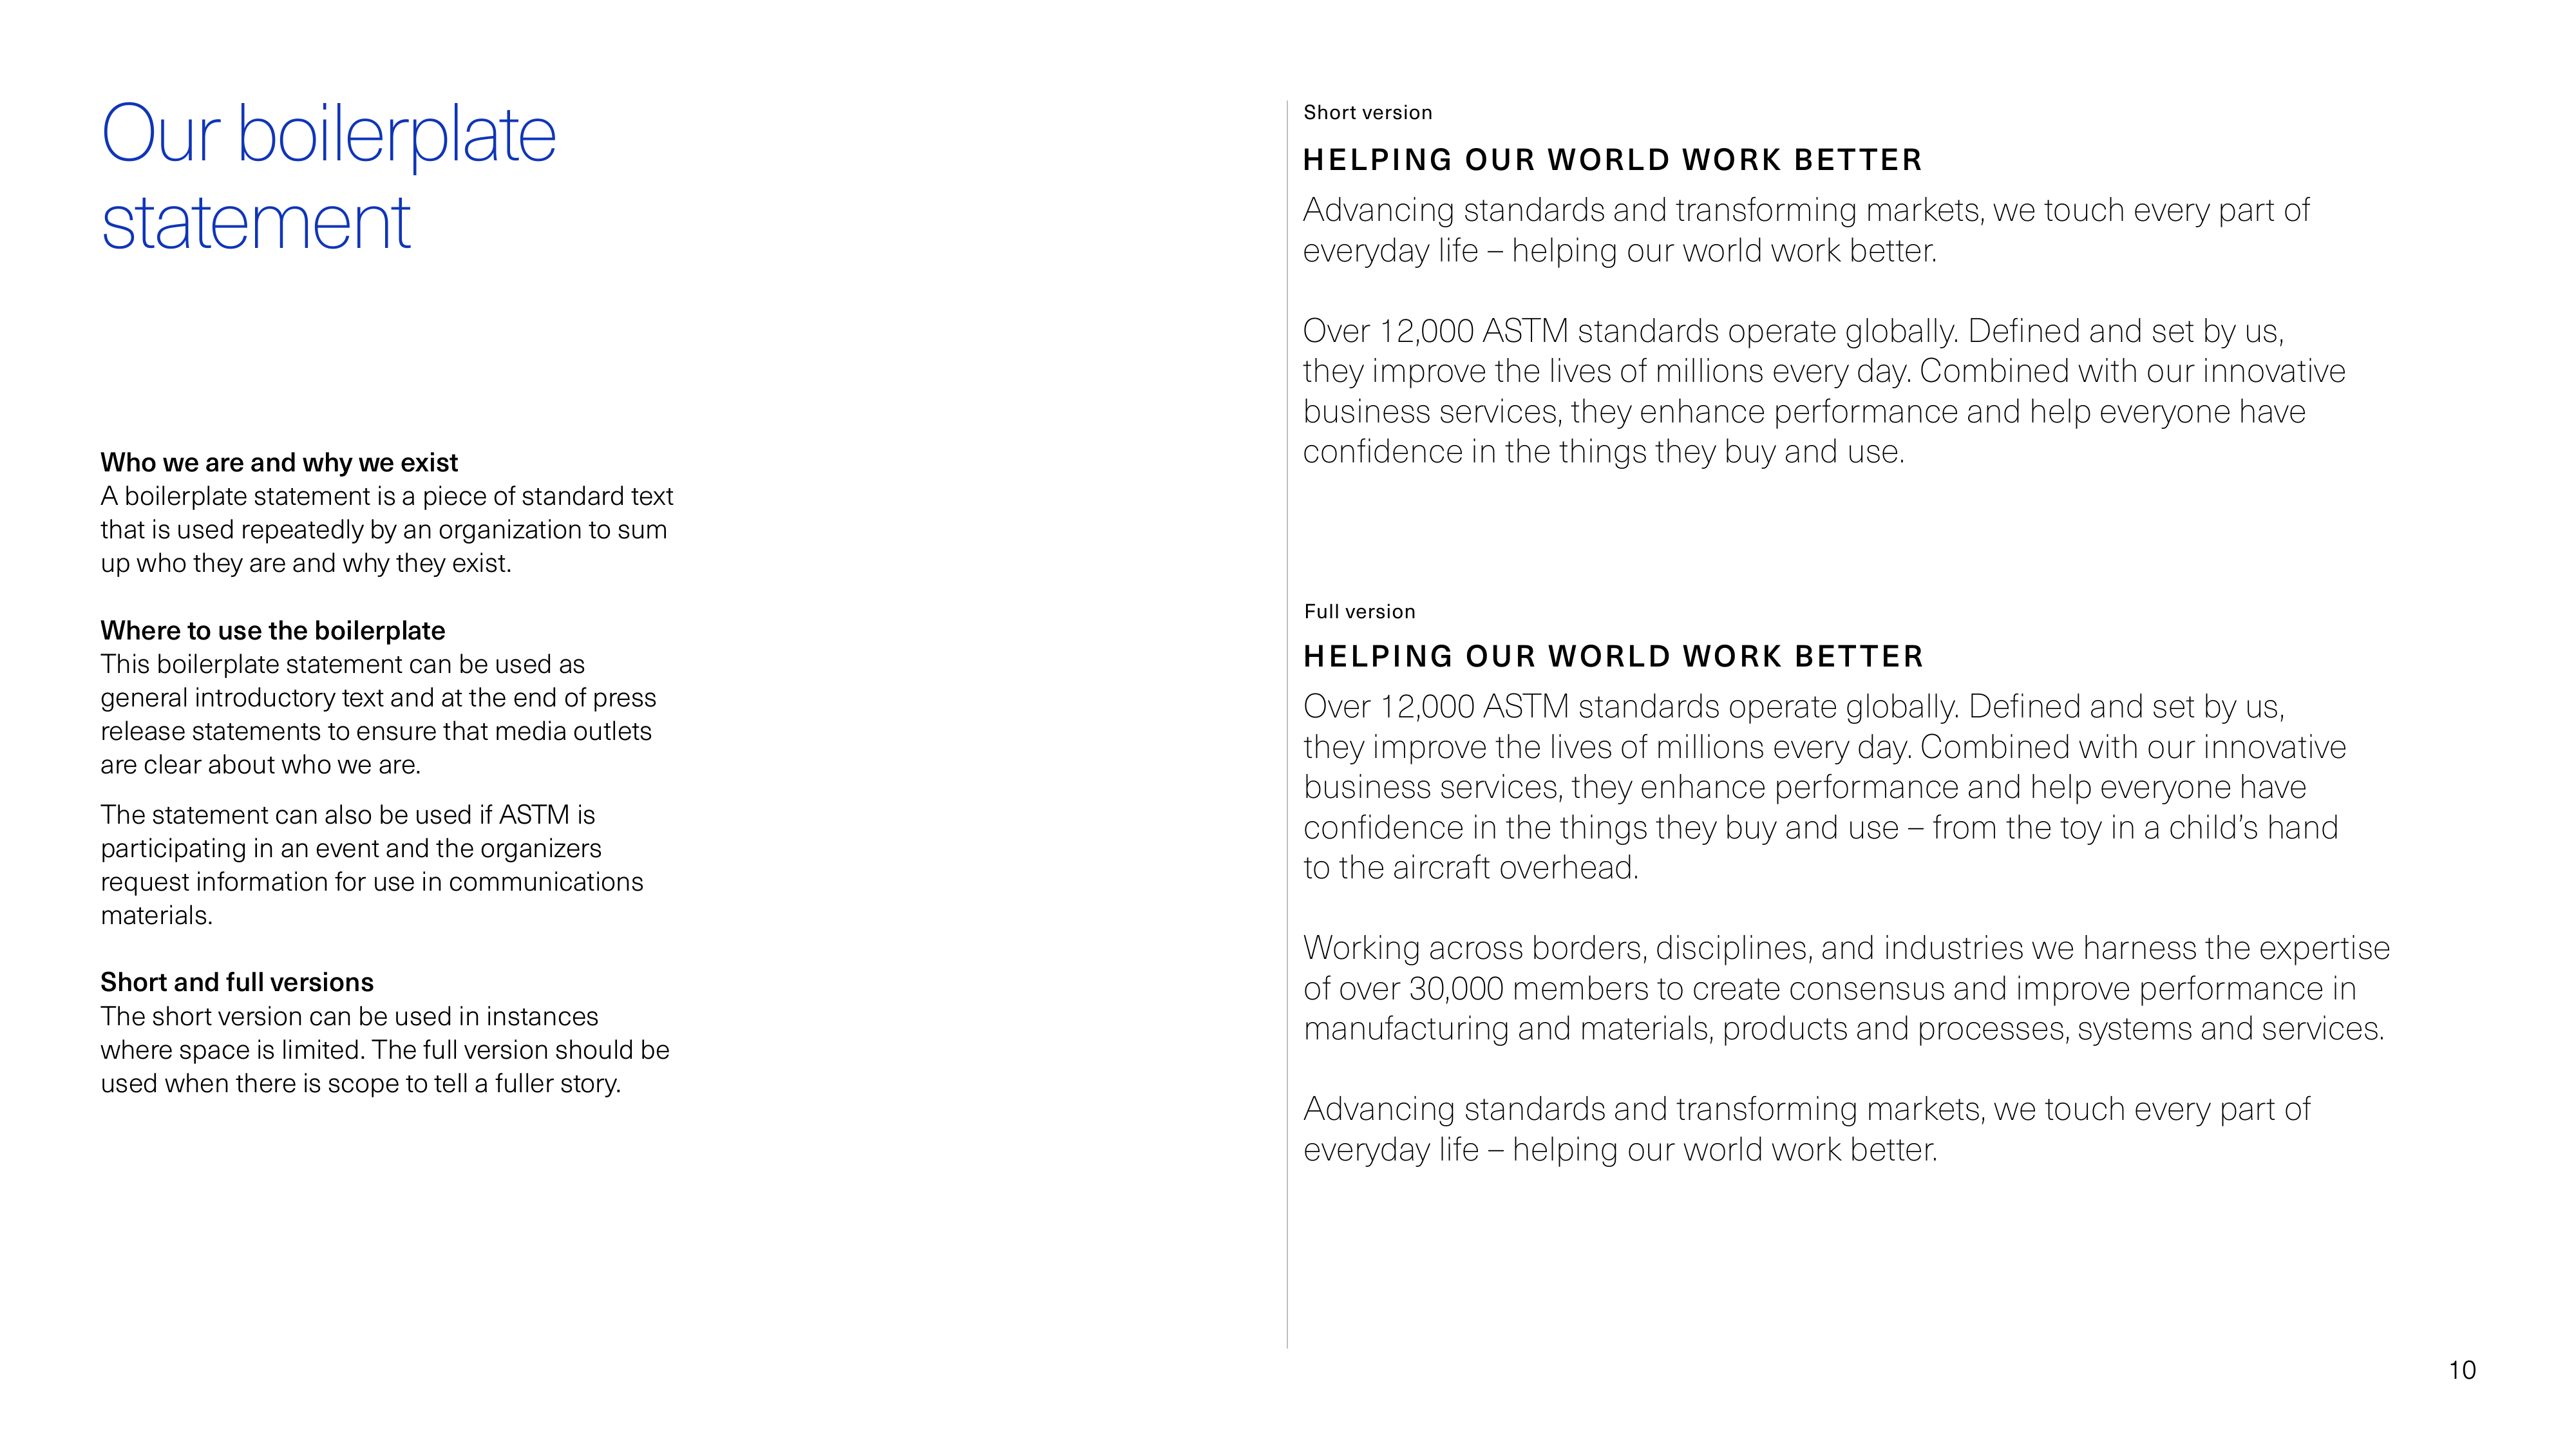 Our boilerplate
statement
Who we are and why we exist
A boilerplate statement is a piece of standard text
that is used repeatedly by an organization to sum
up who they are and why they exist.
Where to use the boilerplate
This boilerplate statement can be used as
general introductory text and at the end of press
release statements to ensure that media outlets
are clear about who we are.
The statement can also be used if ASTM is
participating in an event and the organizers
request information for use in communications
materials.
Short and full versions
The short version can be used in instances
where space is limited. The full version should be
used when there is scope to tell a fuller story.
Short version
HELPING OUR WORLD WORK BETTER
Advancing standards and transforming markets, we touch every part of
everyday life – helping our world work better.
Over 12,000 ASTM standards operate globally. Defined and set by us,
they improve the lives of millions every day. Combined with our innovative
business services, they enhance performance and help everyone have
confidence in the things they buy and use.
Full version
HELPING OUR WORLD WORK BETTER
Over 12,000 ASTM standards operate globally. Defined and set by us,
they improve the lives of millions every day. Combined with our innovative
business services, they enhance performance and help everyone have
confidence in the things they buy and use – from the toy in a child’s hand
to the aircraft overhead.
Working across borders, disciplines, and industries we harness the expertise
of over 30,000 members to create consensus and improve performance in
manufacturing and materials, products and processes, systems and services.
Advancing standards and transforming markets, we touch every part of
everyday life – helping our world work better.
10